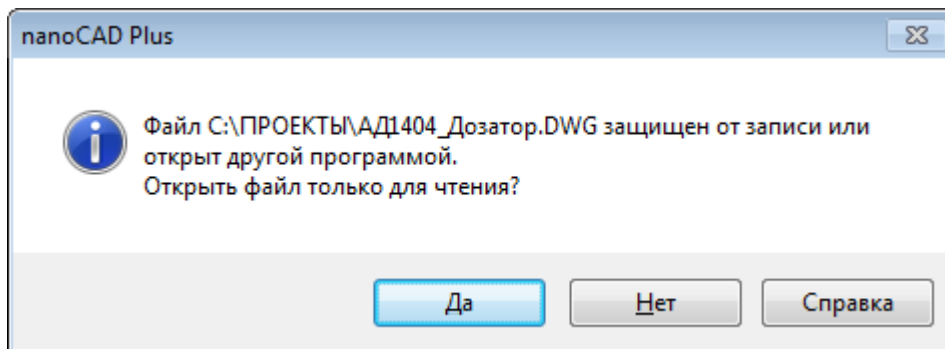 nanoCAD Plus
Файл C:\ПРОЕКТЫ\АД1404_Дозатор.DWG защищен от записи или
открыт другой программой.
Открыть файл только для чтения?
Да
Нет
Справка